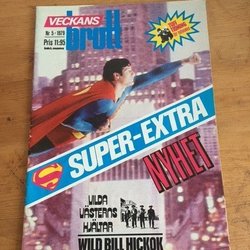 VECKANS
brott
Nr 5 - 1979
Pris 11:95
SUPER-EXTRA
NYHET
VILDA
VÄSTERNS
HJÄLTAR
WILD BILL HICKOK